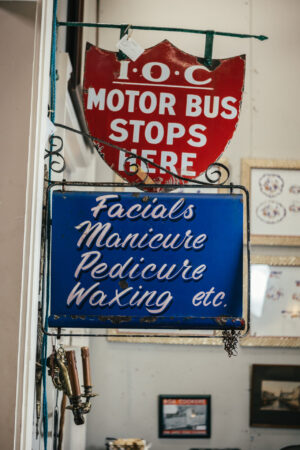 I·O·C
MOTOR BUS
STOPS
HERE
Facials
Manicure
Pedicure
Waxing etc.